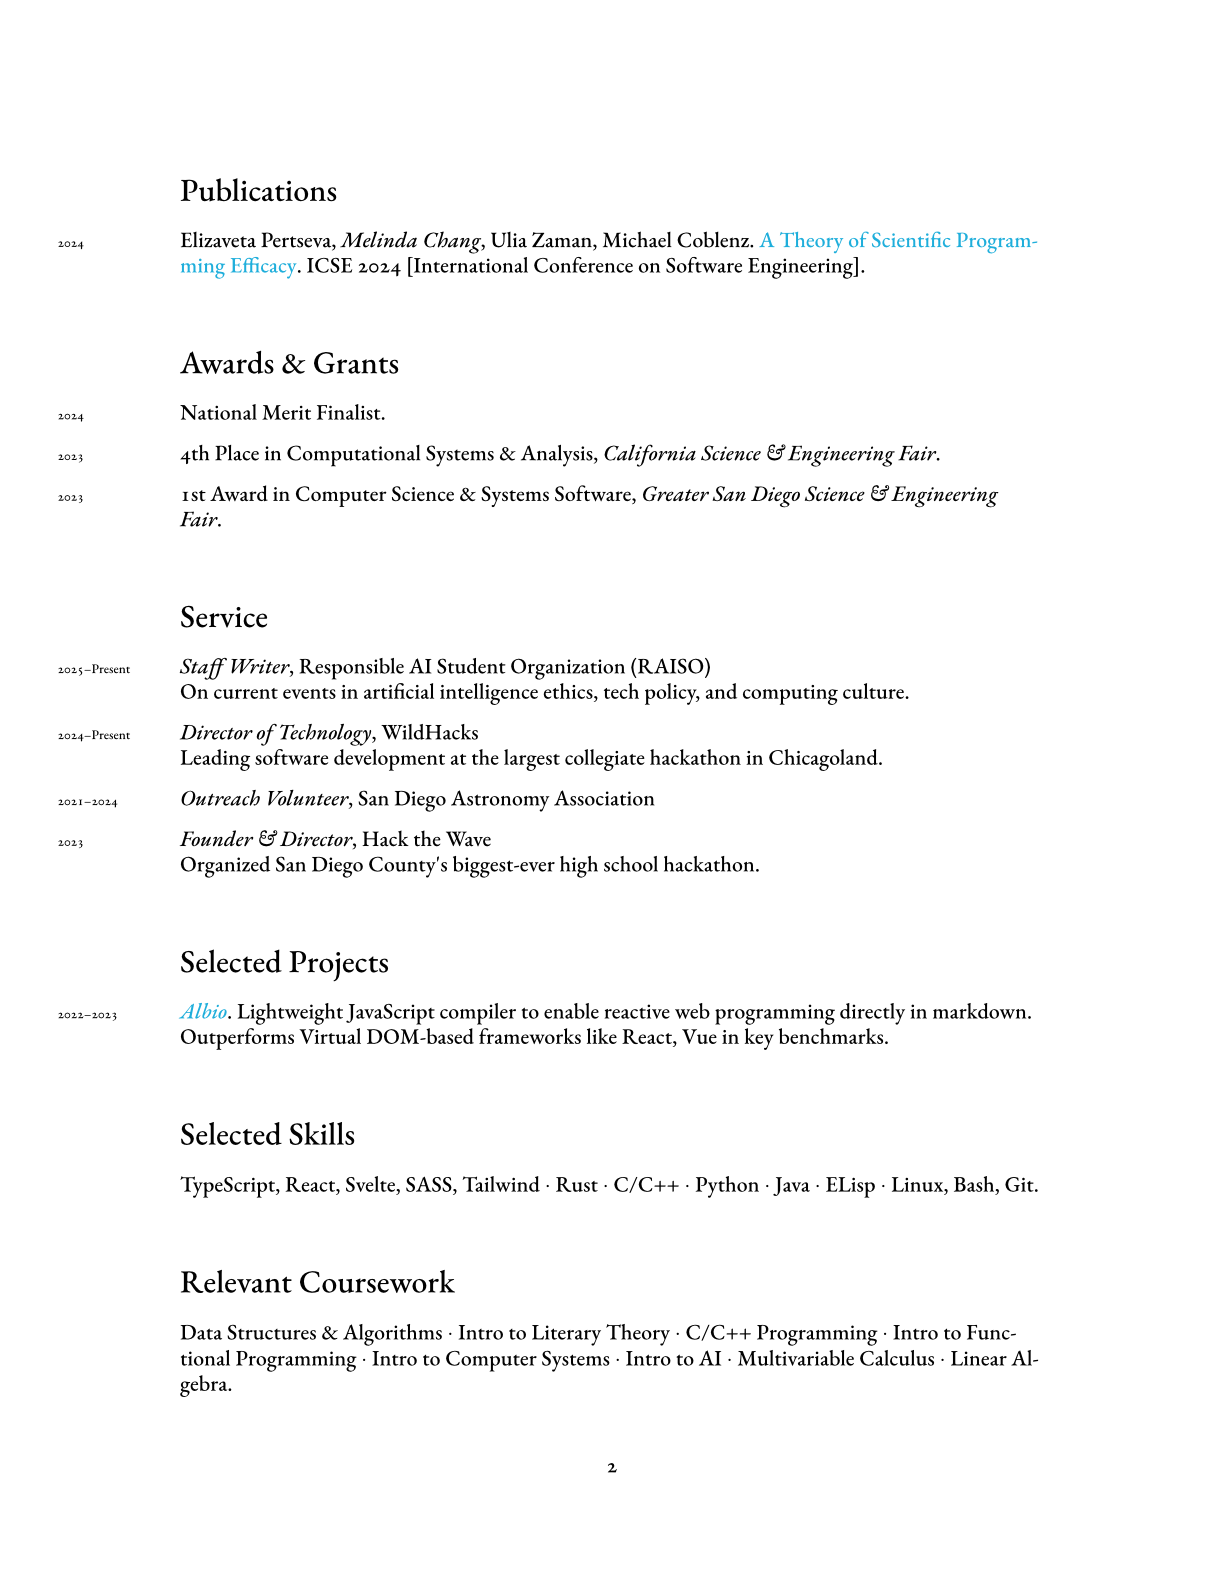 Publications
2024 Elizaveta Pertseva, Melinda Chang, Ulia Zaman, Michael Coblenz. A Theory of Scientific Program-
ming Efficacy. ICSE 2024 [International Conference on Software Engineering].
Awards & Grants
2024 National Merit Finalist.
2023 4th Place in Computational Systems & Analysis, California Science & Engineering Fair.
2023 1st Award in Computer Science & Systems Software, Greater San Diego Science & Engineering
Fair.
Service
2025–Present Staff Writer, Responsible AI Student Organization (RAISO)
On current events in artificial intelligence ethics, tech policy, and computing culture.
2024–Present Director of Technology, WildHacks
Leading software development at the largest collegiate hackathon in Chicagoland.
2021–2024 Outreach Volunteer, San Diego Astronomy Association
2023 Founder & Director, Hack the Wave
Organized San Diego County's biggest-ever high school hackathon.
Selected Projects
2022–2023 Albio. Lightweight JavaScript compiler to enable reactive web programming directly in markdown.
Outperforms Virtual DOM-based frameworks like React, Vue in key benchmarks.
Selected Skills
TypeScript, React, Svelte, SASS, Tailwind · Rust · C/C++ · Python · Java · ELisp · Linux, Bash, Git.
Relevant Coursework
Data Structures & Algorithms · Intro to Literary Theory · C/C++ Programming · Intro to Func-
tional Programming · Intro to Computer Systems · Intro to AI · Multivariable Calculus · Linear Al-
gebra.
2